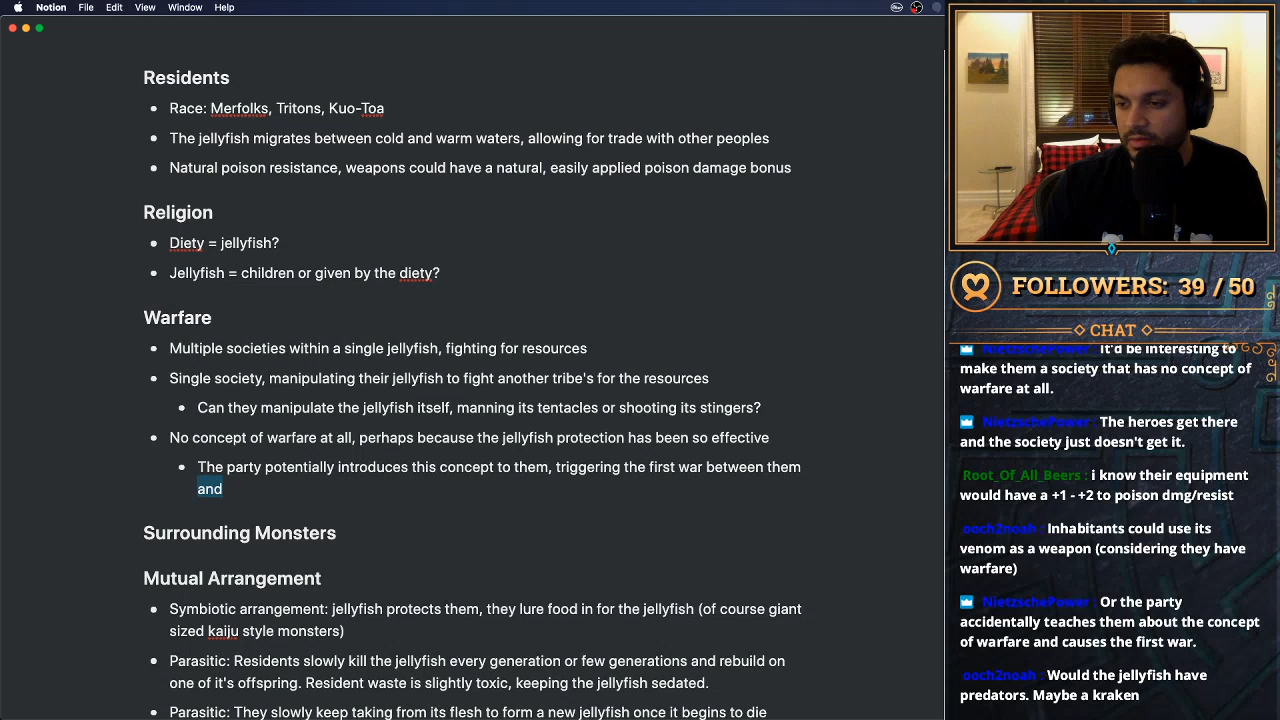 Notion File Edit View Window Help
Residents
Race: Merfolks, Tritons, Kuo-Toa
The jellyfish migrates between cold and warm waters, allowing for trade with other peoples
Natural poison resistance, weapons could have a natural, easily applied poison damage bonus
Religion
Diety = jellyfish?
Jellyfish = children or given by the diety?
Warfare
Multiple societies within a single jellyfish, fighting for resources
Single society, manipulating their jellyfish to fight another tribe's for the resources
Can they manipulate the jellyfish itself, manning its tentacles or shooting its stingers?
No concept of warfare at all, perhaps because the jellyfish protection has been so effective
The party potentially introduces this concept to them, triggering the first war between them
and
Surrounding Monsters
Mutual Arrangement
Symbiotic arrangement: jellyfish protects them, they lure food in for the jellyfish (of course giant
sized kaiju style monsters)
Parasitic: Residents slowly kill the jellyfish every generation or few generations and rebuild on
one of it's offspring. Resident waste is slightly toxic, keeping the jellyfish sedated.
Parasitic: They slowly keep taking from its flesh to form a new jellyfish once it begins to die
FOLLOWERS: 39 / 50
CHAT
NietzschePower : It'd be interesting to
make them a society that has no concept of
warfare at all.
NietzschePower : The heroes get there
and the society just doesn't get it.
Root_Of_All_Beers : i know their equipment
would have a +1 - +2 to poison dmg/resist
ooch2noah : Inhabitants could use its
venom as a weapon (considering they have
warfare)
NietzschePower : Or the party
accidentally teaches them about the concept
of warfare and causes the first war.
ooch2noah : Would the jellyfish have
predators. Maybe a kraken